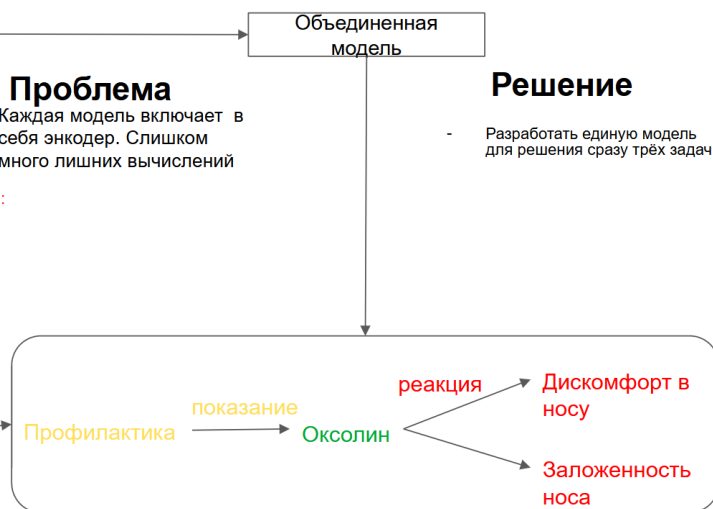 Объединенная
модель
Проблема
Каждая модель включает в
себя энкодер. Слишком
много лишних вычислений
:
Решение
- Разработать единую модель
для решения сразу трёх задач
реакция
Дискомфорт в
носу
показание
Профилактика
Оксолин
Заложенность
носа